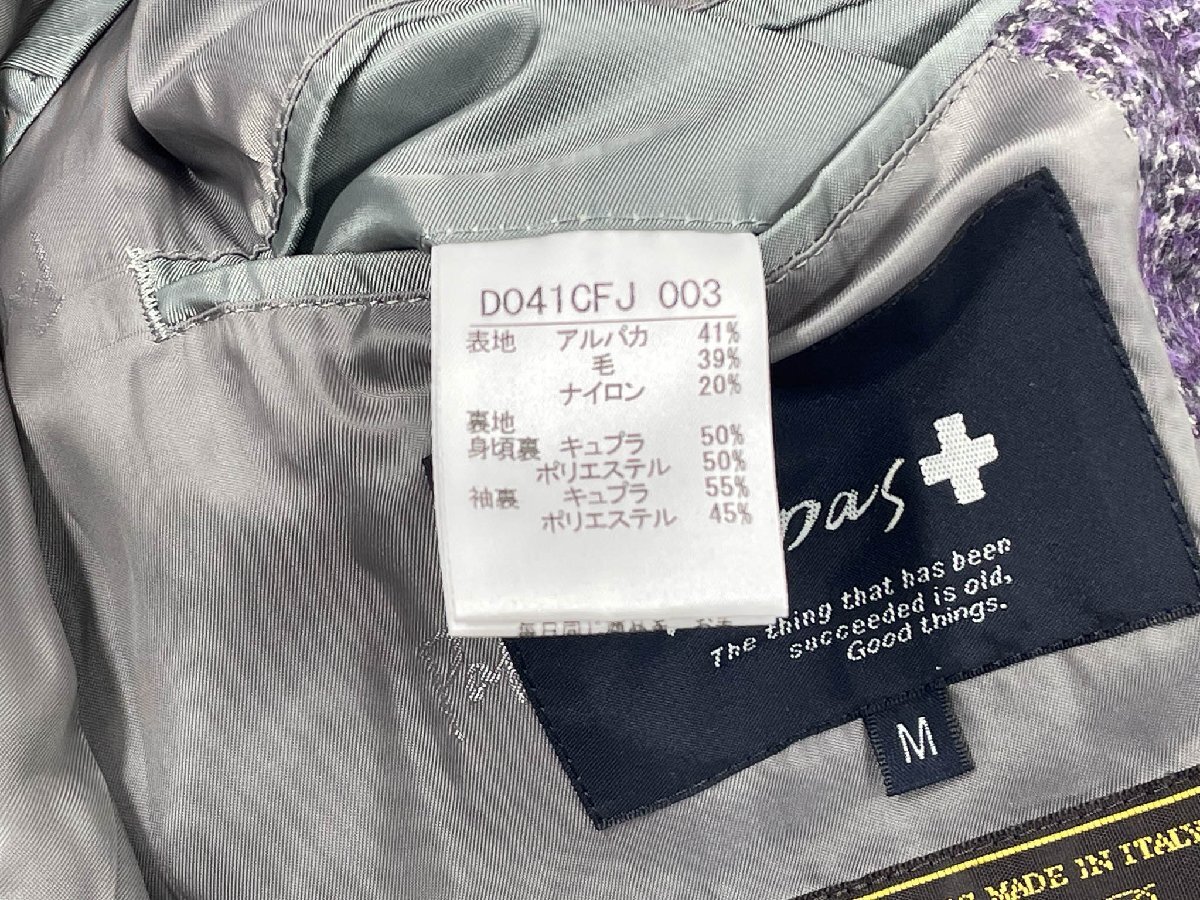 D041CFJ 003
表地 アルパカ 41%
毛 39%
ナイロン 20%
裏地
身頃裏 キュプラ 50%
ポリエステル 50%
袖裏 キュプラ 55%
ポリエステル 45%
pas
The thing that has been
succeeded is old,
Good things.
M
MADE IN ITALY